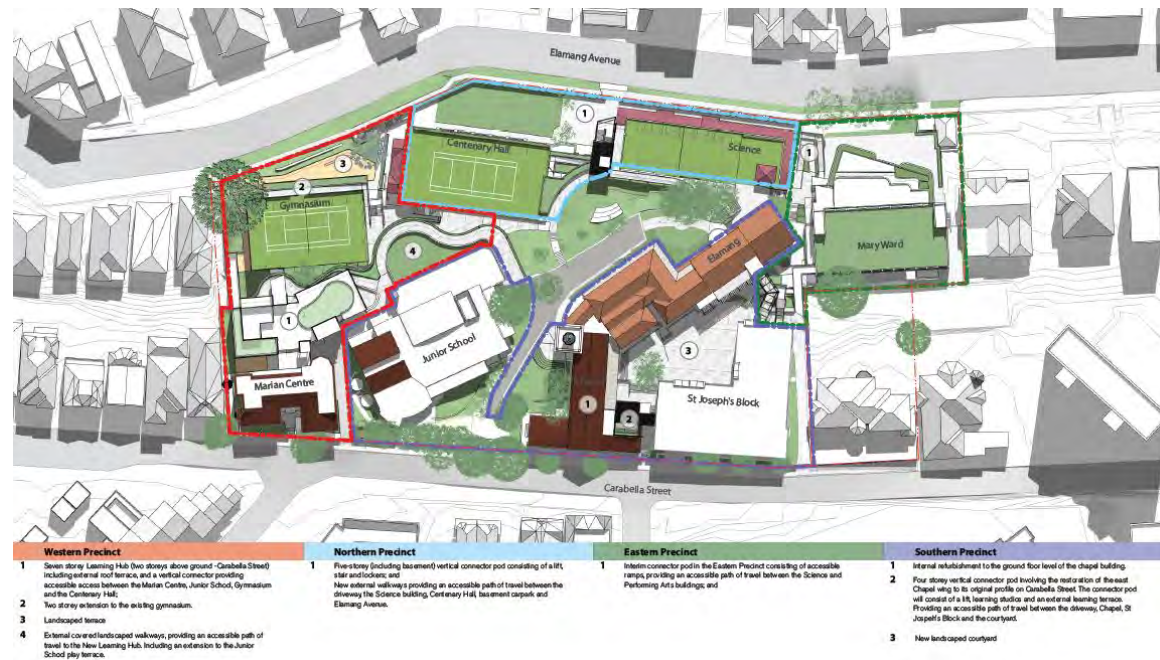 Elamang Avenue
1
Centenary Hall
Science
1
3
2
Gymnasium
Mary Ward
4
Elamang
1
Junior School
3
Marian Centre
1
St Joseph's Block
2
Carabella Street
Western Precinct
1 Seven storey Learning Hub (two storeys above ground -Carabella Street)
including external roof terrace, and a vertical connector providing
accessible access between the Marian Centre, Junior School, Gymnasium
and the Centenary Hall;
2 Two storey extension to the existing gymnasium.
3 Landscaped terrace
4 External covered landscaped walkways, providing an accessible path of
travel to the New Learning Hub. Including an extension to the Junior
School play terrace.
Northern Precinct
1 Five-storey (including basement) vertical connector pod consisting of a lift,
stair and lockers; and
New external walkways providing an accessible path of travel between the
driveway, the Science building, Centenary Hall, basement carpark and
Elamang Avenue.
Eastern Precinct
1 Interim connector pod in the Eastern Precinct consisting of accessible
ramps, providing an accessible path of travel between the Science and
Performing Arts buildings; and
Southern Precinct
1 Internal refurbishment to the ground floor level of the chapel building.
2 Four storey vertical connector pod involving the restoration of the east
Chapel wing to its original profile on Carabella Street. The connector pod
will consist of a lift, learning studios and an external learning terrace.
Providing an accessible path of travel between the driveway, Chapel, St
Jospeh's Block and the courtyard.
3 New landscaped courtyard